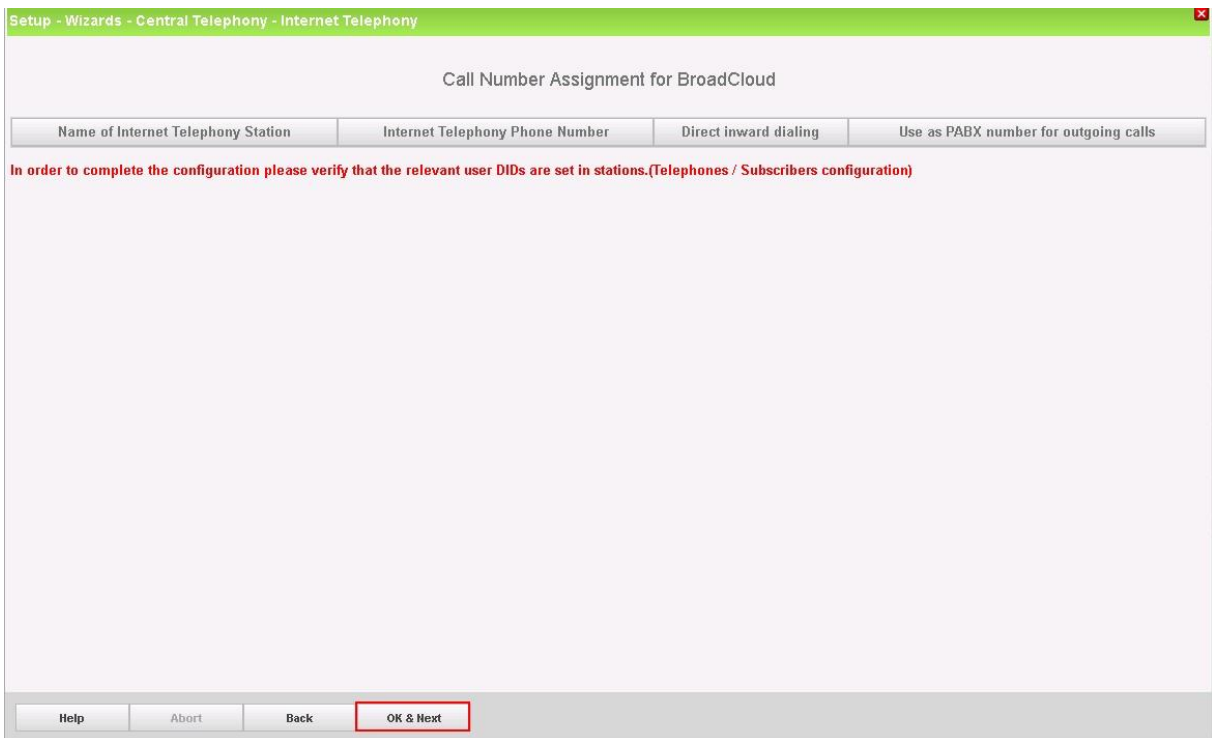 Setup - Wizards - Central Telephony - Internet Telephony
Call Number Assignment for BroadCloud
Name of Internet Telephony Station Internet Telephony Phone Number Direct inward dialing Use as PABX number for outgoing calls
In order to complete the configuration please verify that the relevant user DIDs are set in stations.(Telephones / Subscribers configuration)
Help Abort Back OK & Next